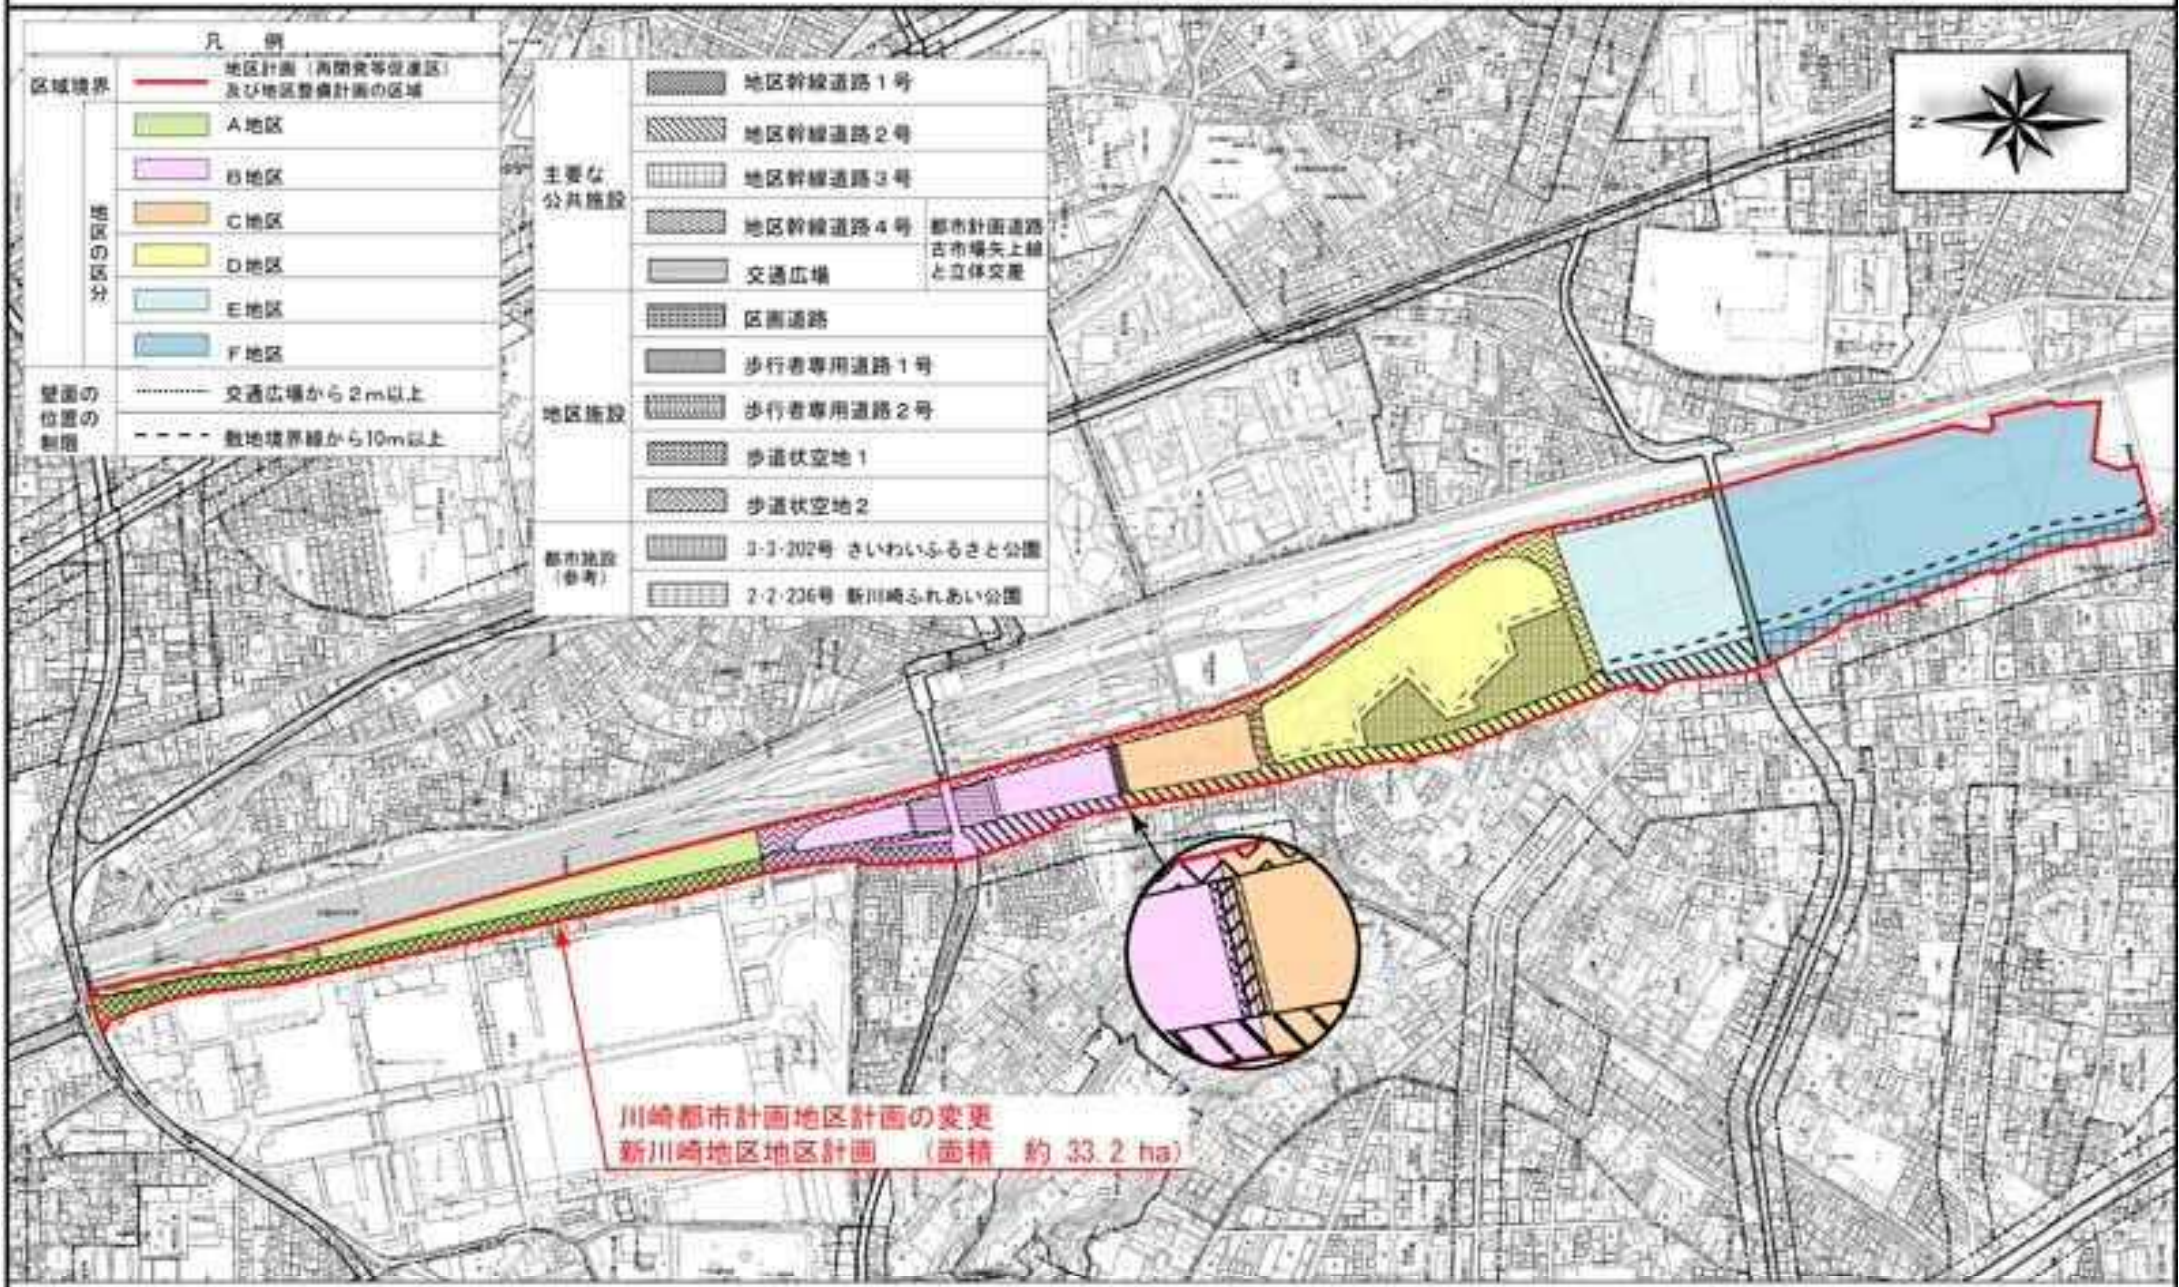 凡 例
区域境界
地区計画（再開発等促進区）
及び地区整備計画の区域
地区の区分
A地区
B地区
C地区
D地区
E地区
F地区
壁面の
位置の
制限
交通広場から2m以上
敷地境界線から10m以上
主要な
公共施設
地区幹線道路1号
地区幹線道路2号
地区幹線道路3号
地区幹線道路4号
交通広場
都市計画道路
古市場矢上線
と立体交差
地区施設
区画道路
歩行者専用道路1号
歩行者専用道路2号
歩道状空地1
歩道状空地2
都市施設
（参考）
3・3・202号 さいわいふるさと公園
2・2・236号 新川崎ふれあい公園
N
川崎都市計画地区計画の変更
新川崎地区地区計画 （面積 約 33.2 ha）